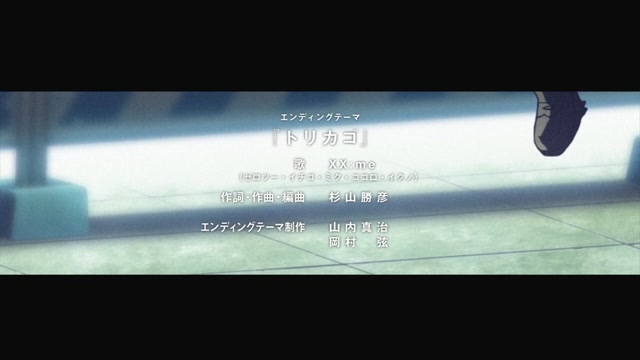 エンディングテーマ
『トリカゴ』
歌 XX:me
(ゼロツー・イチゴ・ミク・ココロ・イクノ)
作詞・作曲・編曲 杉山勝彦
エンディングテーマ制作 山内真治
岡村 弦